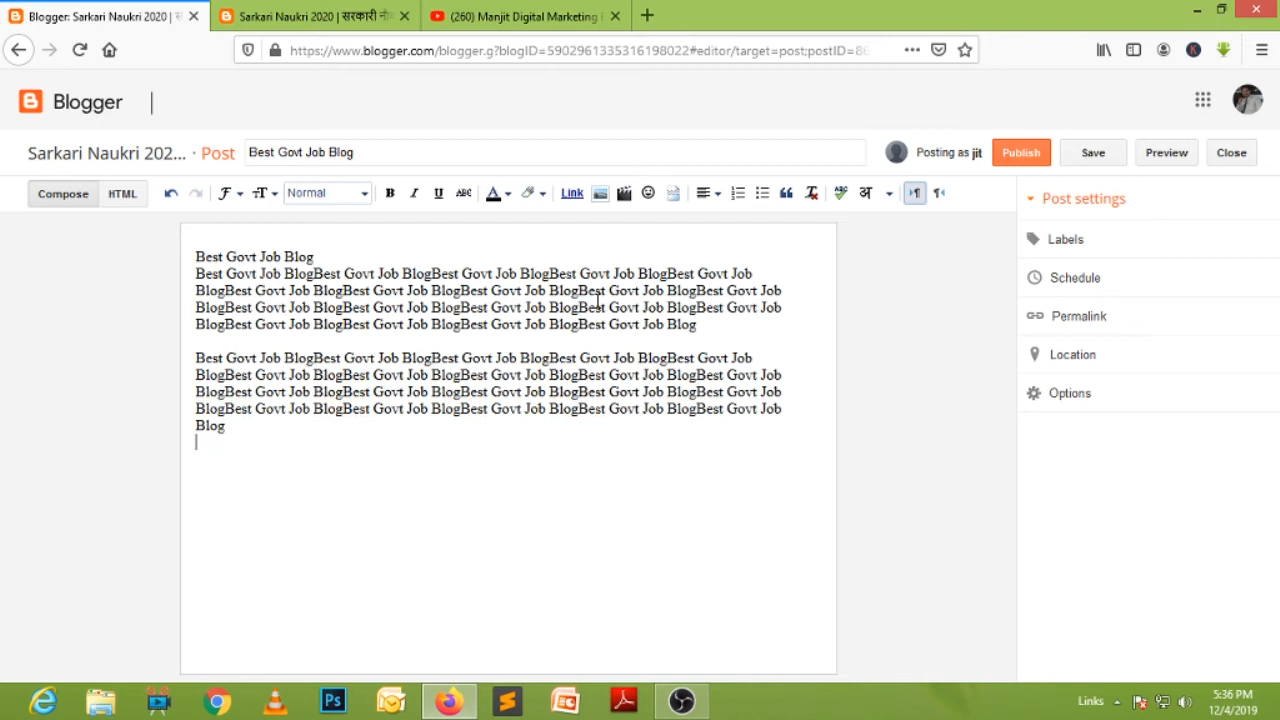 Blogger: Sarkari Naukri 2020 |
Sarkari Naukri 2020 | सरकारी
(260) Manjit Digital Marketing
https://www.blogger.com/blogger.g?blogID=5902961335316198022#editor/target=post;postID=8
Blogger
Sarkari Naukri 202... · Post
Best Govt Job Blog
Posting as jit
Publish
Save
Preview
Close
Compose
HTML
Normal
B I U ABC A
Link
ABC
अ
Post settings
Labels
Schedule
Permalink
Location
Options
Best Govt Job Blog
Best Govt Job BlogBest Govt Job BlogBest Govt Job BlogBest Govt Job BlogBest Govt Job
BlogBest Govt Job BlogBest Govt Job BlogBest Govt Job BlogBest Govt Job BlogBest Govt Job
BlogBest Govt Job BlogBest Govt Job BlogBest Govt Job BlogBest Govt Job BlogBest Govt Job
BlogBest Govt Job BlogBest Govt Job BlogBest Govt Job BlogBest Govt Job Blog
Best Govt Job BlogBest Govt Job BlogBest Govt Job BlogBest Govt Job BlogBest Govt Job
BlogBest Govt Job BlogBest Govt Job BlogBest Govt Job BlogBest Govt Job BlogBest Govt Job
BlogBest Govt Job BlogBest Govt Job BlogBest Govt Job BlogBest Govt Job BlogBest Govt Job
BlogBest Govt Job BlogBest Govt Job BlogBest Govt Job BlogBest Govt Job BlogBest Govt Job
Blog
Ps
Links
5:36 PM
12/4/2019